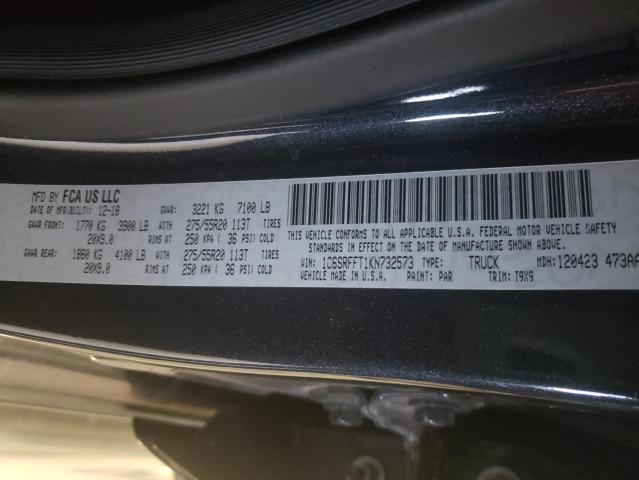 MFD BY FCA US LLC
DATE OF MFR(BUILT): 12-18 GVWR: 3221 KG 7100 LB
GAWR FRONT: 1770 KG 3900 LB WITH 275/55R20 113T TIRES
20X9.0 RIMS AT 250 KPA( 36 PSI) COLD
GAWR REAR: 1860 KG 4100 LB WITH 275/55R20 113T TIRES
20X9.0 RIMS AT 250 KPA( 36 PSI) COLD
THIS VEHICLE CONFORMS TO ALL APPLICABLE U.S.A. FEDERAL MOTOR VEHICLE SAFETY
STANDARDS IN EFFECT ON THE DATE OF MANUFACTURE SHOWN ABOVE.
VIN: 1C6SRFFT1KN732573 TYPE: TRUCK MDH: 120423 473AA
MADE IN U.S.A. PAINT: PAR TRIM: T9X9